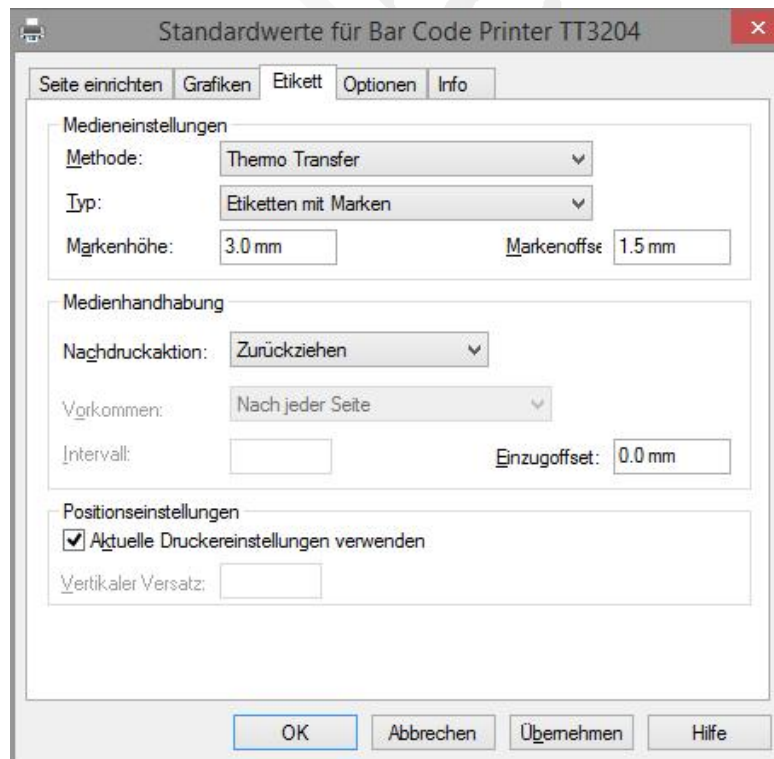 Standardwerte für Bar Code Printer TT3204
Seite einrichten Grafiken Etikett Optionen Info
Medieneinstellungen
Methode: Thermo Transfer
Typ: Etiketten mit Marken
Markenhöhe: 3.0 mm Markenoffse 1.5 mm
Medienhandhabung
Nachdruckaktion: Zurückziehen
Vorkommen: Nach jeder Seite
Intervall: Einzugoffset: 0.0 mm
Positionseinstellungen
Aktuelle Druckereinstellungen verwenden
Vertikaler Versatz:
OK Abbrechen Übernehmen Hilfe